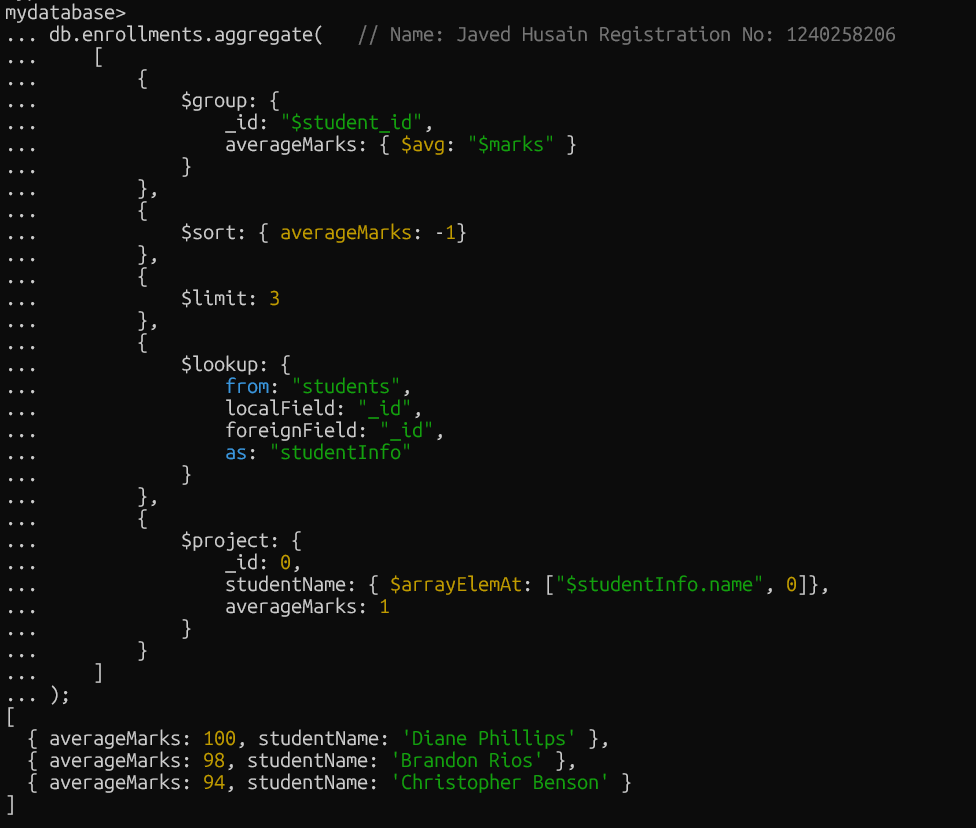 mydatabase>
... db.enrollments.aggregate(   // Name: Javed Husain Registration No: 1240258206
...     [
...         {
...             $group: {
...                 _id: "$student_id",
...                 averageMarks: { $avg: "$marks" }
...             }
...         },
...         {
...             $sort: { averageMarks: -1}
...         },
...         {
...             $limit: 3
...         },
...         {
...             $lookup: {
...                 from: "students",
...                 localField: "_id",
...                 foreignField: "_id",
...                 as: "studentInfo"
...             }
...         },
...         {
...             $project: {
...                 _id: 0,
...                 studentName: { $arrayElemAt: ["$studentInfo.name", 0]},
...                 averageMarks: 1
...             }
...         }
...     ]
... );
[
  { averageMarks: 100, studentName: 'Diane Phillips' },
  { averageMarks: 98, studentName: 'Brandon Rios' },
  { averageMarks: 94, studentName: 'Christopher Benson' }
]